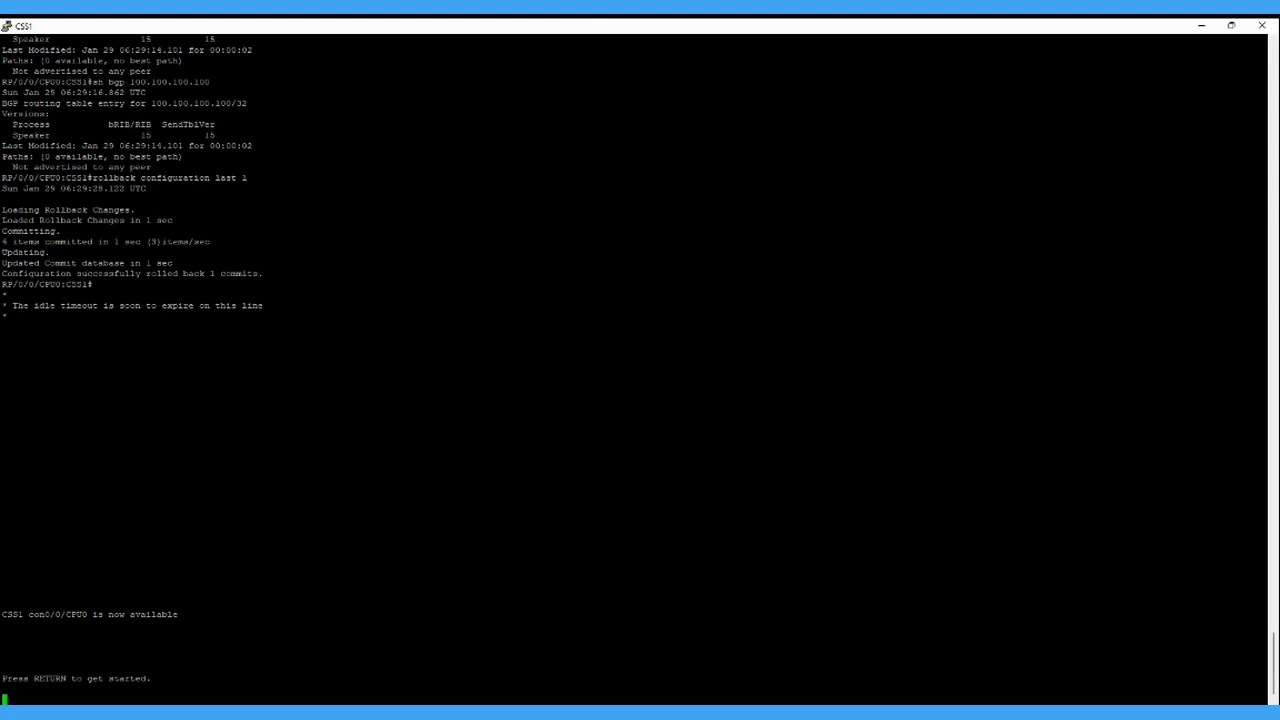 CSS1
Speaker 15 15
Last Modified: Jan 29 06:29:14.101 for 00:00:02
Paths: (0 available, no best path)
Not advertised to any peer
RP/0/0/CPU0:CSS1#sh bgp 100.100.100.100
Sun Jan 29 06:29:16.862 UTC
BGP routing table entry for 100.100.100.100/32
Versions:
Process bRIB/RIB SendTblVer
Speaker 15 15
Last Modified: Jan 29 06:29:14.101 for 00:00:02
Paths: (0 available, no best path)
Not advertised to any peer
RP/0/0/CPU0:CSS1#rollback configuration last 1
Sun Jan 29 06:29:28.122 UTC
Loading Rollback Changes.
Loaded Rollback Changes in 1 sec
Committing.
4 items committed in 1 sec (3)items/sec
Updating.
Updated Commit database in 1 sec
Configuration successfully rolled back 1 commits.
RP/0/0/CPU0:CSS1#
*
* The idle timeout is soon to expire on this line
*
CSS1 con0/0/CPU0 is now available
Press RETURN to get started.